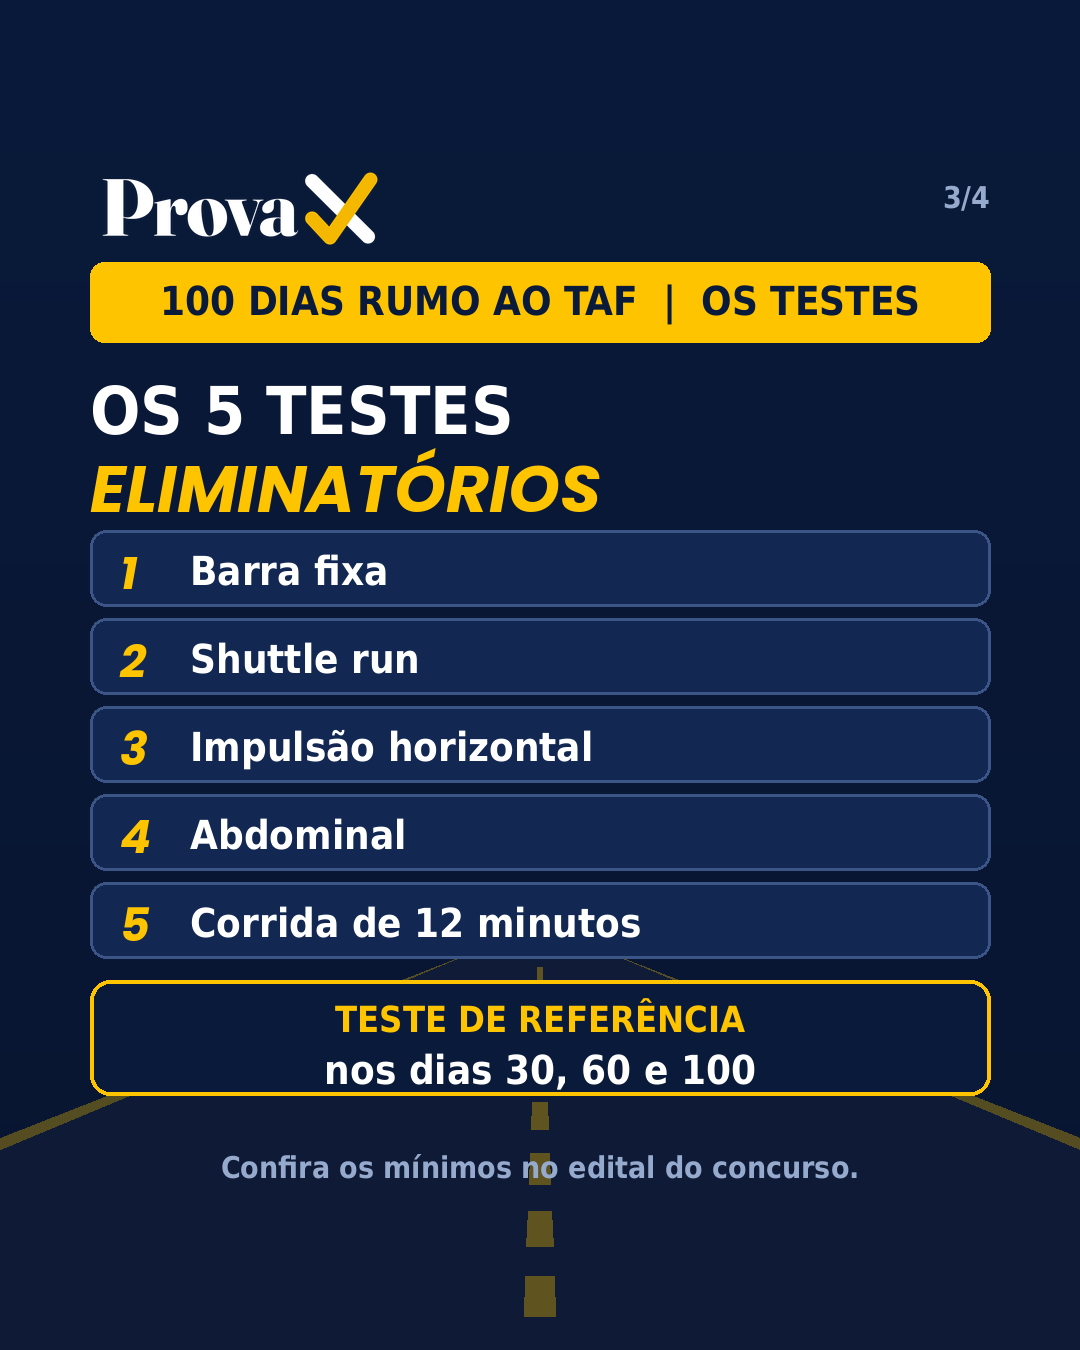 ProvaX
3/4
100 DIAS RUMO AO TAF | OS TESTES
OS 5 TESTES
ELIMINATÓRIOS
1 Barra fixa
2 Shuttle run
3 Impulsão horizontal
4 Abdominal
5 Corrida de 12 minutos
TESTE DE REFERÊNCIA
nos dias 30, 60 e 100
Confira os mínimos no edital do concurso.